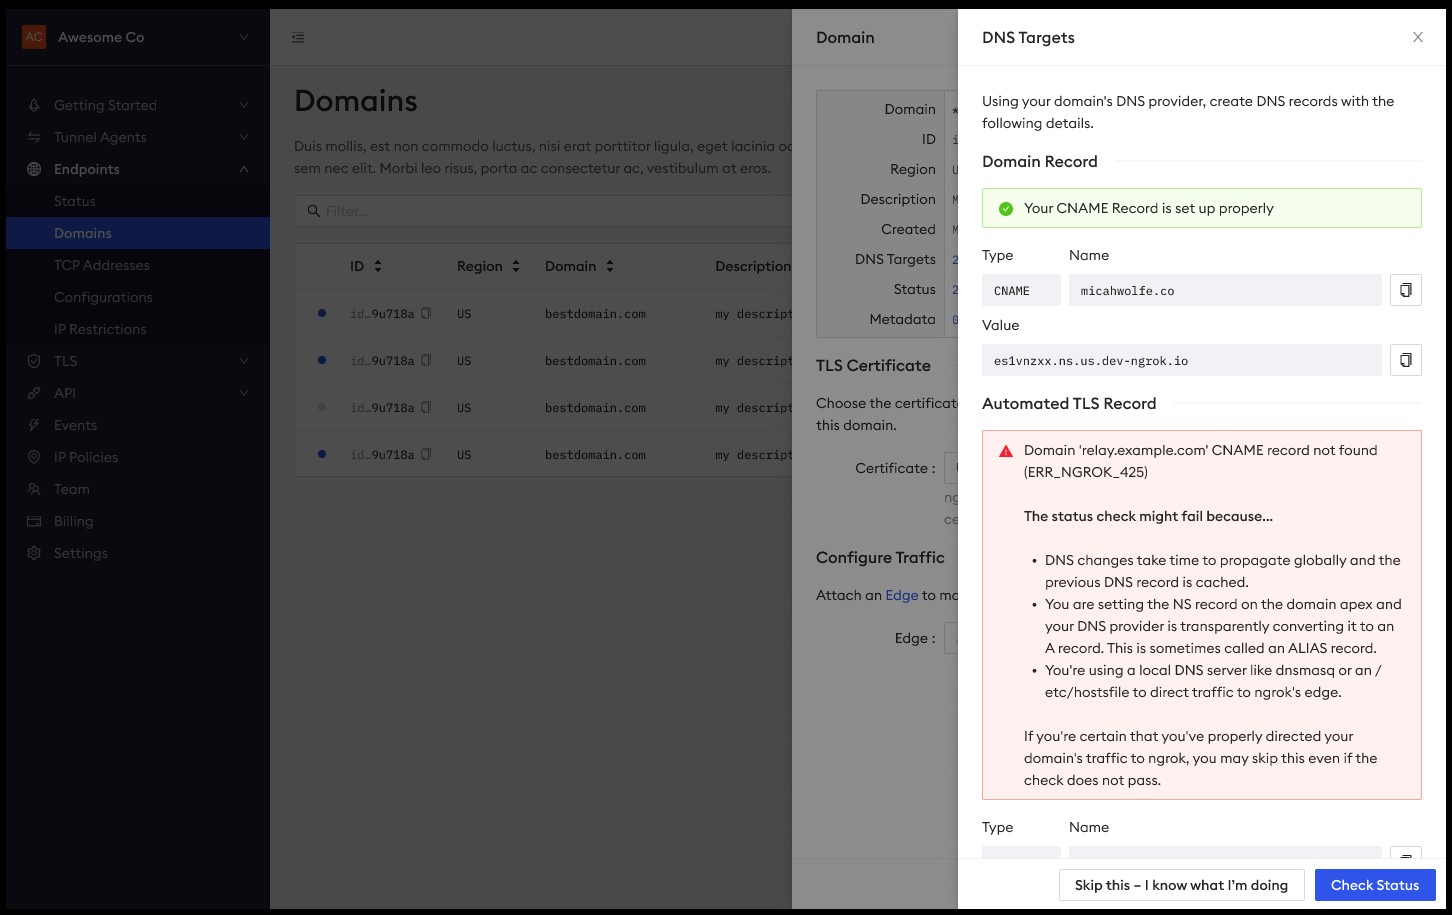 AC Awesome Co
Getting Started
Tunnel Agents
Endpoints
Status
Domains
TCP Addresses
Configurations
IP Restrictions
TLS
API
Events
IP Policies
Team
Billing
Settings
Domains
Duis mollis, est non commodo luctus, nisi erat porttitor ligula, eget lacinia
sem nec elit. Morbi leo risus, porta ac consectetur ac, vestibulum at eros.
Filter...
ID Region Domain Description
id…9u718a US bestdomain.com my descript
id…9u718a US bestdomain.com my descript
id…9u718a US bestdomain.com my descript
id…9u718a US bestdomain.com my descript
Domain
Domain *
ID i
Region U
Description M
Created M
DNS Targets 2
Status 2
Metadata 0
TLS Certificate
Choose the certificat
this domain.
Certificate :
ng
ce
Configure Traffic
Attach an Edge to
Edge :
DNS Targets
Using your domain's DNS provider, create DNS records with the
following details.
Domain Record
Your CNAME Record is set up properly
Type Name
CNAME micahwolfe.co
Value
es1vnzxx.ns.us.dev-ngrok.io
Automated TLS Record
Domain 'relay.example.com' CNAME record not found
(ERR_NGROK_425)
The status check might fail because...
• DNS changes take time to propagate globally and the
previous DNS record is cached.
• You are setting the NS record on the domain apex and
your DNS provider is transparently converting it to an
A record. This is sometimes called an ALIAS record.
• You're using a local DNS server like dnsmasq or an /
etc/hostsfile to direct traffic to ngrok's edge.
If you're certain that you've properly directed your
domain's traffic to ngrok, you may skip this even if the
check does not pass.
Type Name
Skip this – I know what I'm doing Check Status